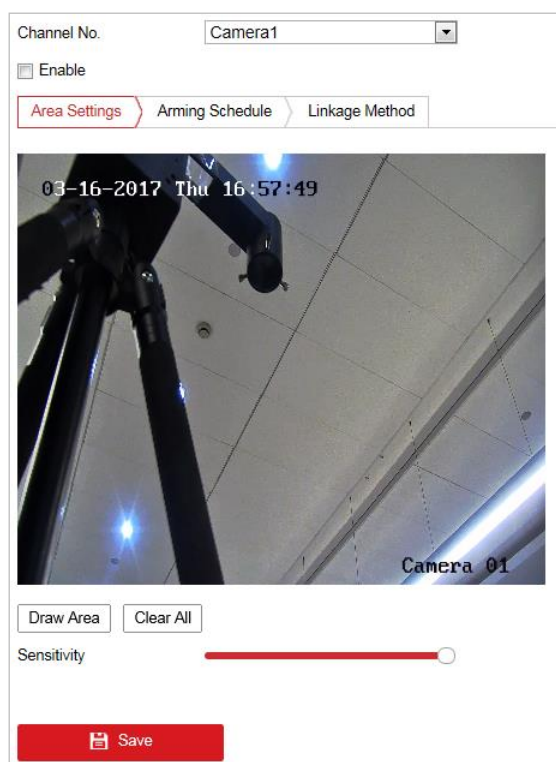 Channel No. Camera1
Enable
Area Settings Arming Schedule Linkage Method
03-16-2017 Thu 16:57:49
Camera 01
Draw Area Clear All
Sensitivity
Save